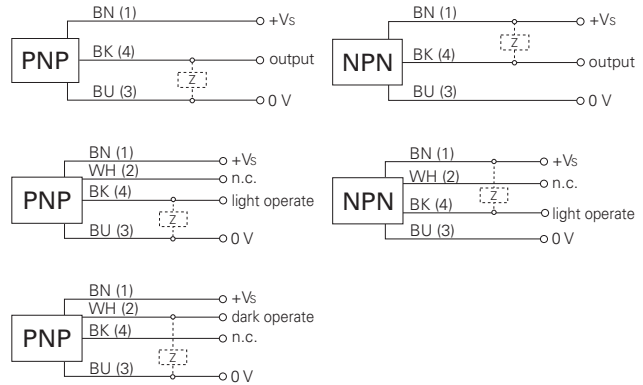 BN (1) +Vs
PNP BK (4) Z output
BU (3) 0 V
BN (1) +Vs
Z
NPN BK (4) output
BU (3) 0 V
BN (1) +Vs
WH (2) n.c.
PNP BK (4) light operate
Z
BU (3) 0 V
BN (1) +Vs
WH (2) n.c.
Z
NPN BK (4) light operate
BU (3) 0 V
BN (1) +Vs
WH (2) dark operate
PNP BK (4) n.c.
Z
BU (3) 0 V